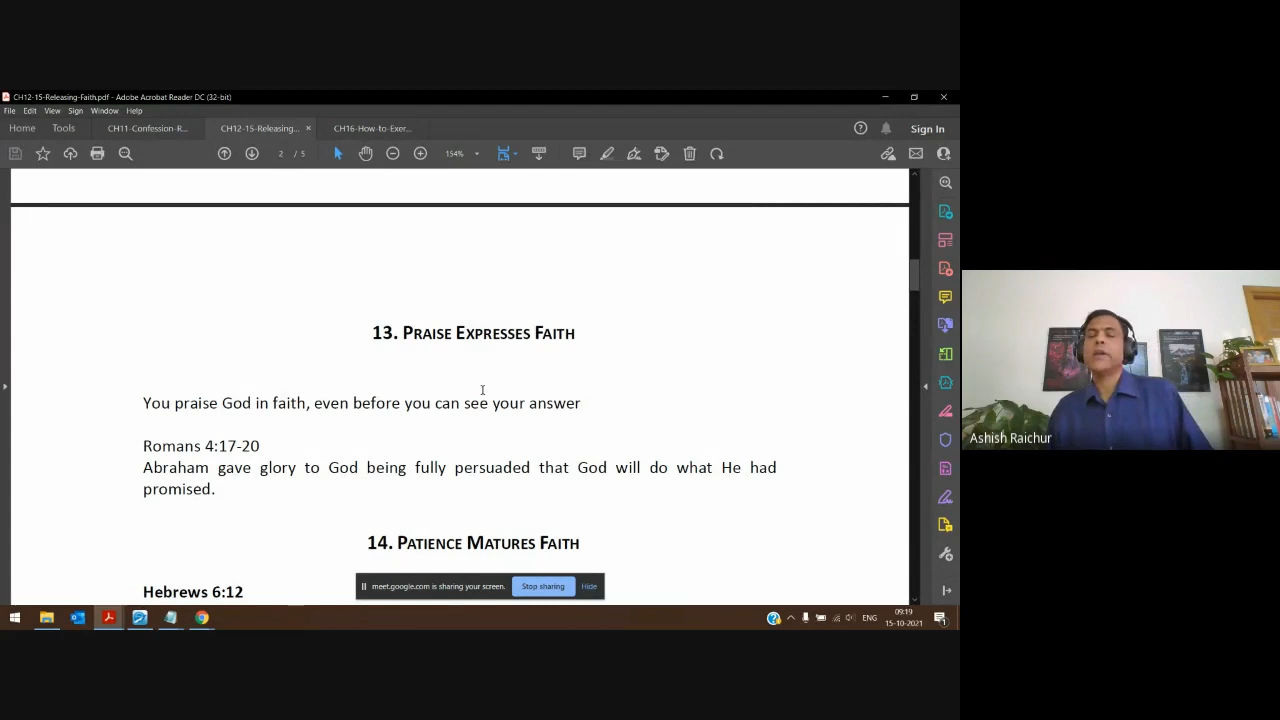 CH12-15-Releasing-Faith.pdf - Adobe Acrobat Reader DC (32-bit)
File Edit View Sign Window Help
Home Tools CH11-Confession-R... CH12-15-Releasing... × CH16-How-to-Exer... Sign In
2 / 5 154%
13. PRAISE EXPRESSES FAITH
You praise God in faith, even before you can see your answer
Romans 4:17-20
Abraham gave glory to God being fully persuaded that God will do what He had
promised.
14. PATIENCE MATURES FAITH
Hebrews 6:12
meet.google.com is sharing your screen. Stop sharing Hide
ENG 09:19
15-10-2021
Ashish Raichur